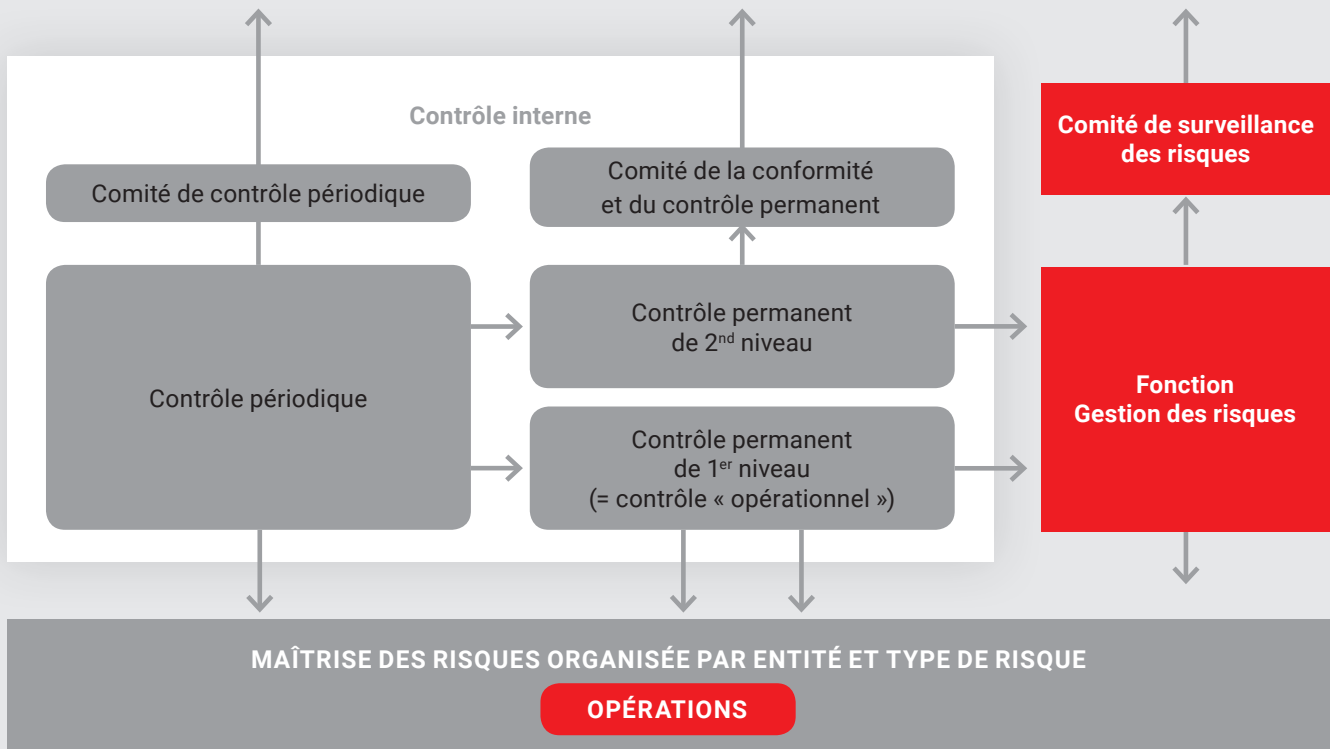 Contrôle interne
Comité de contrôle périodique
Comité de la conformité
et du contrôle permanent
Comité de surveillance
des risques
Contrôle périodique
Contrôle permanent
de 2nd niveau
Contrôle permanent
de 1er niveau
(= contrôle « opérationnel »)
Fonction
Gestion des risques
MAÎTRISE DES RISQUES ORGANISÉE PAR ENTITÉ ET TYPE DE RISQUE
OPÉRATIONS